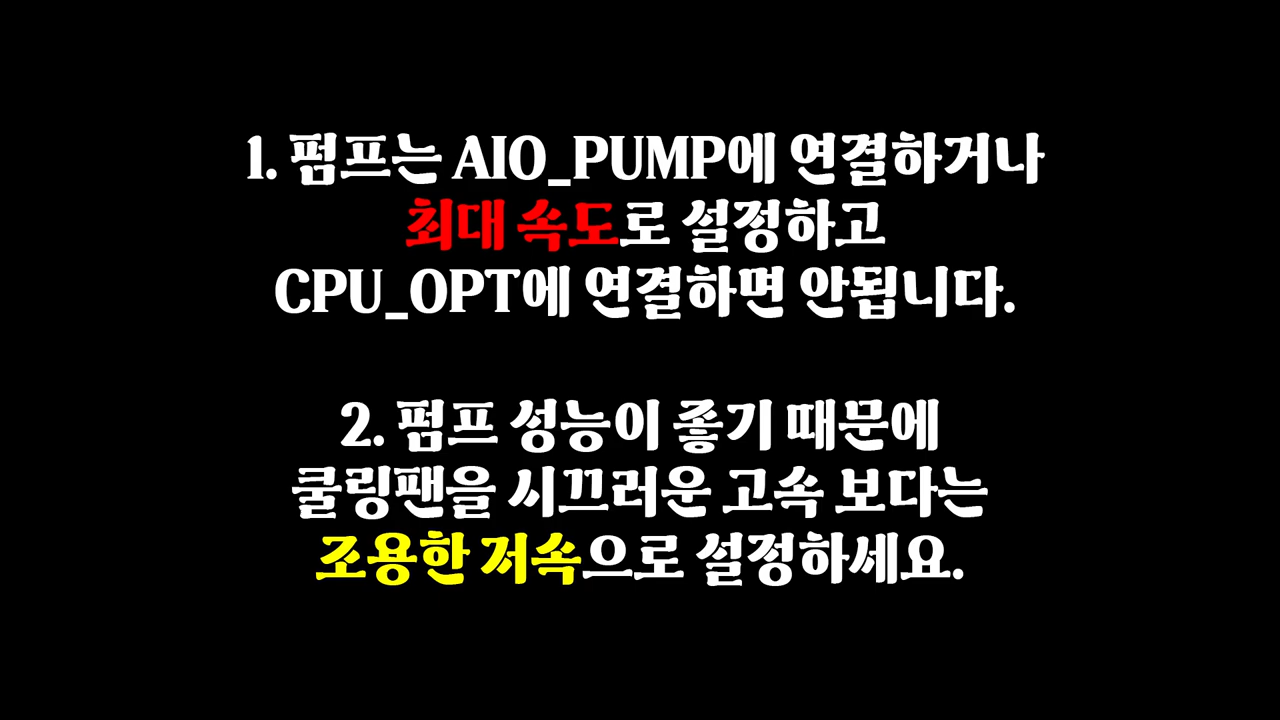 1. 펌프는 AIO_PUMP에 연결하거나
최대 속도로 설정하고
CPU_OPT에 연결하면 안됩니다.
2. 펌프 성능이 좋기 때문에
쿨링팬을 시끄러운 고속 보다는
조용한 저속으로 설정하세요.